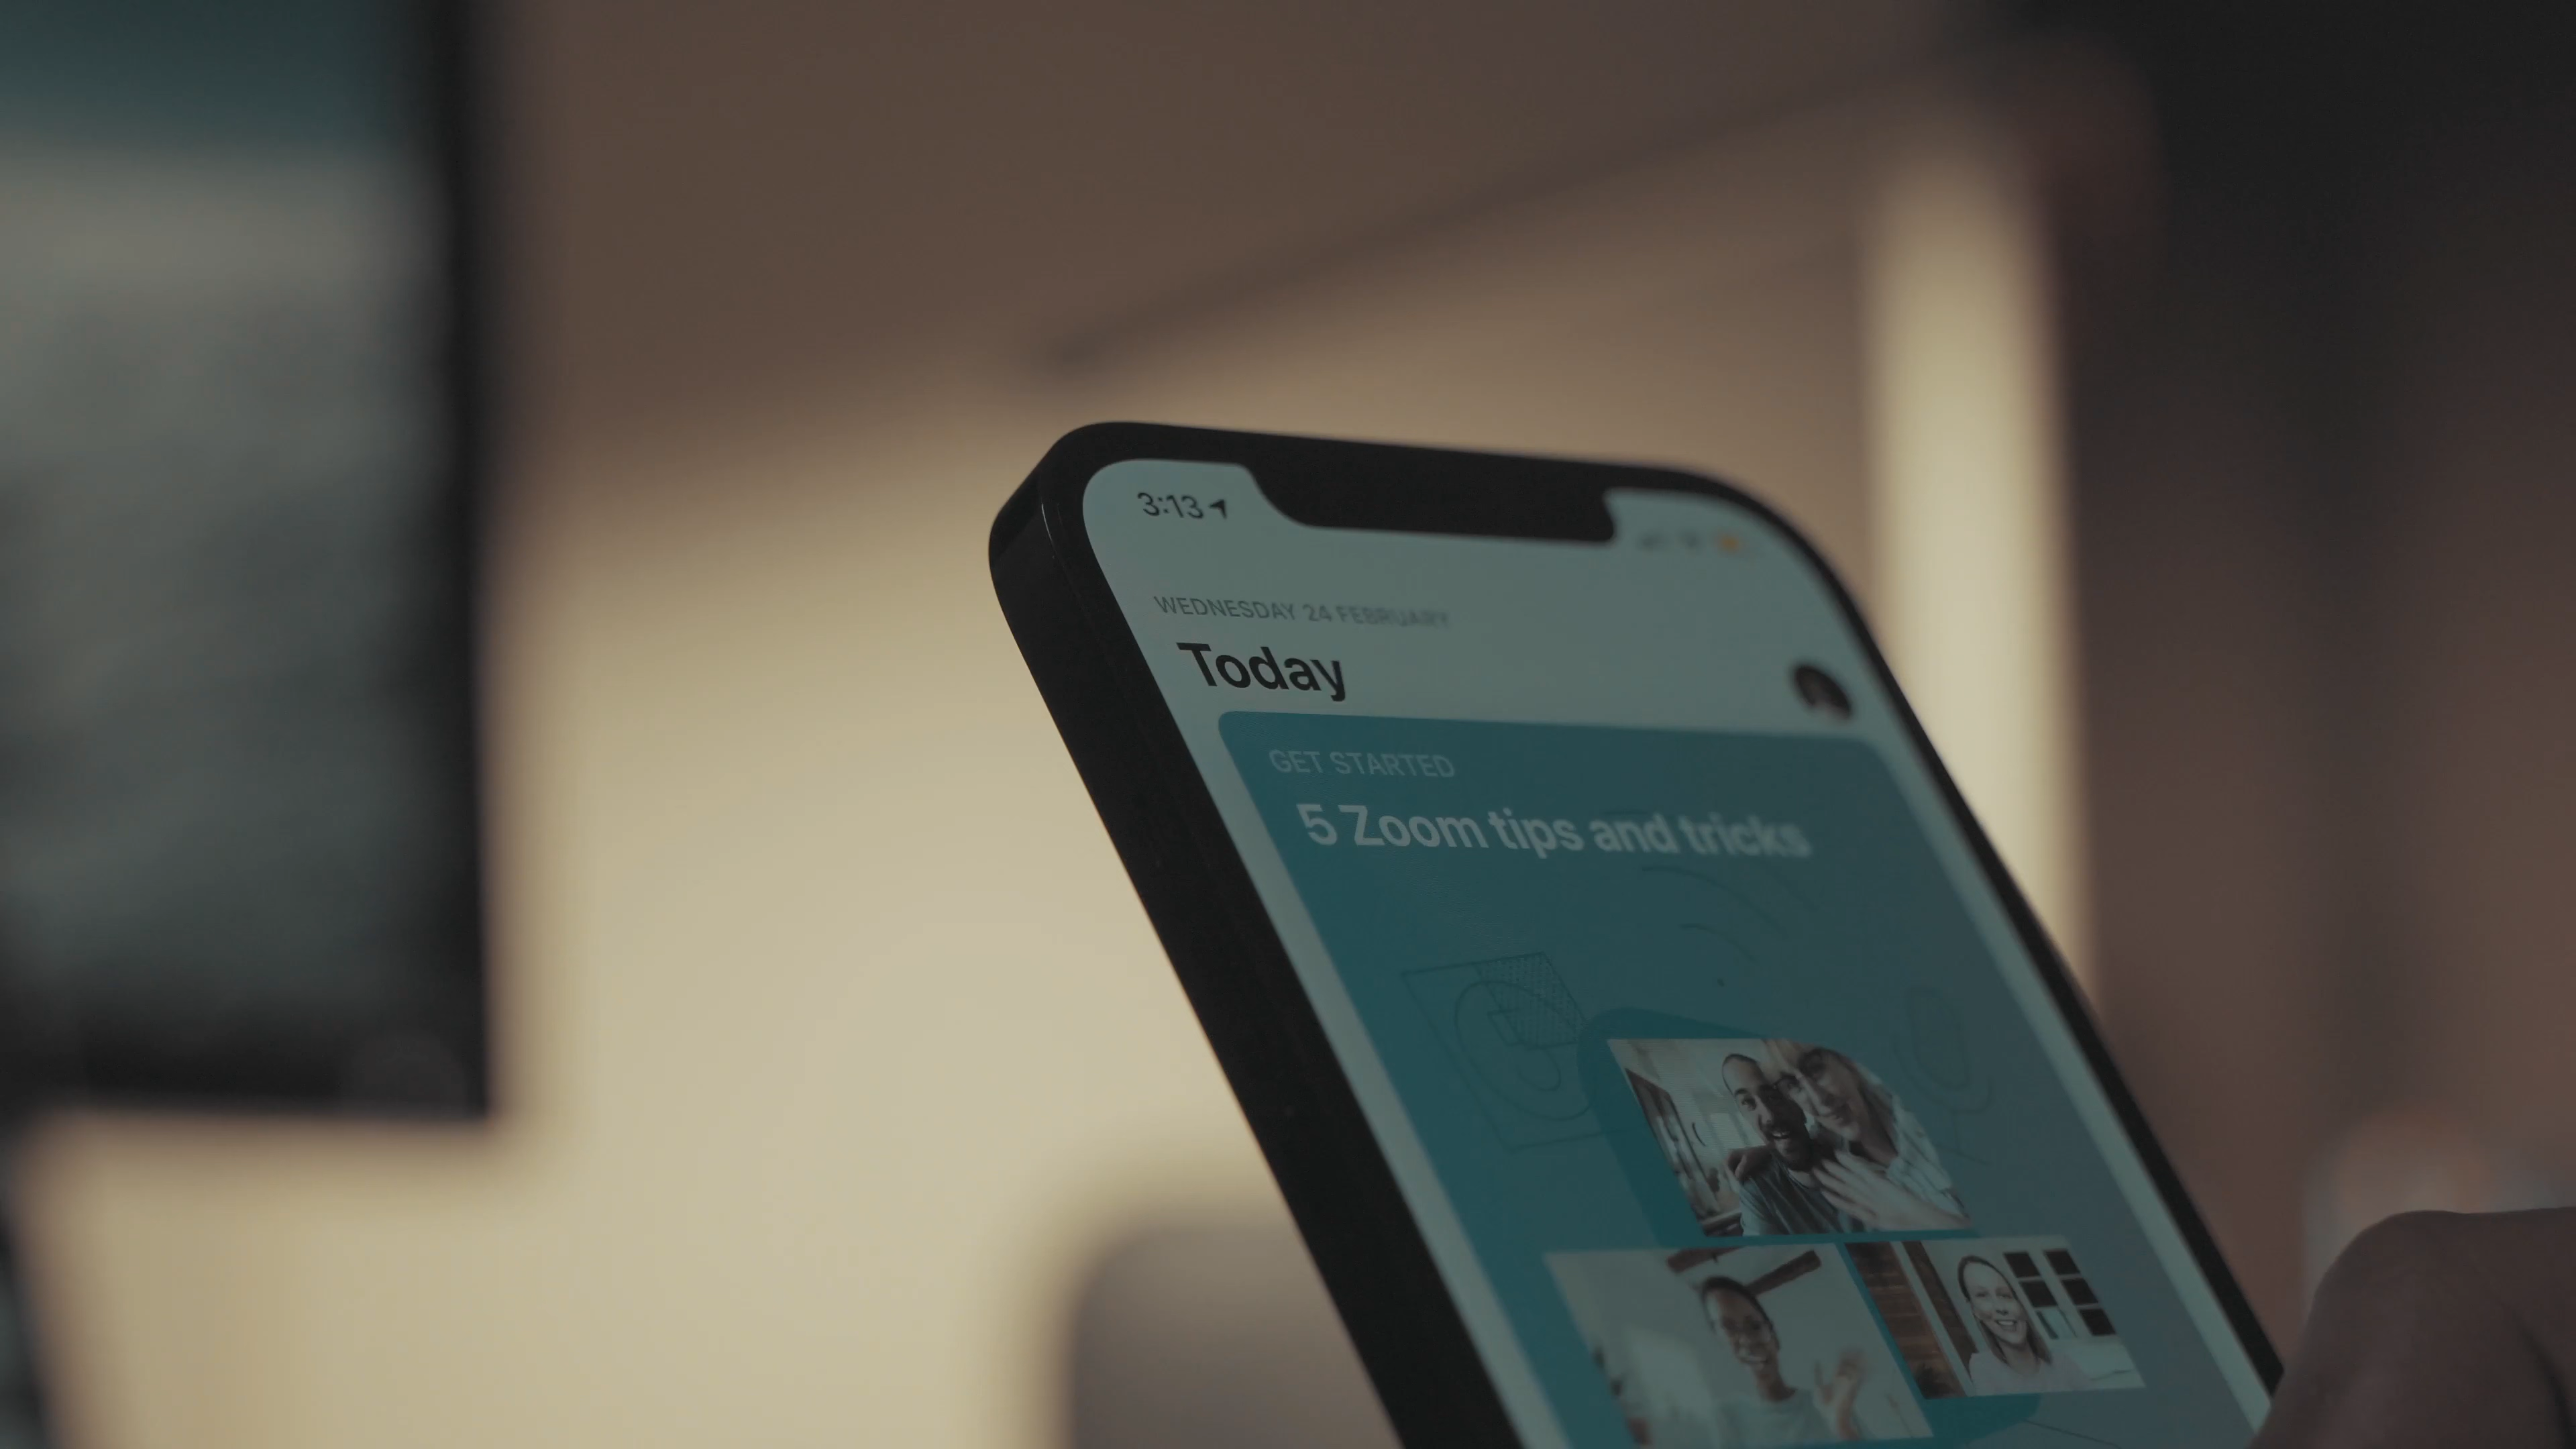 3:13
WEDNESDAY 24 FEBRUARY
Today
GET STARTED
5 Zoom tips and tricks